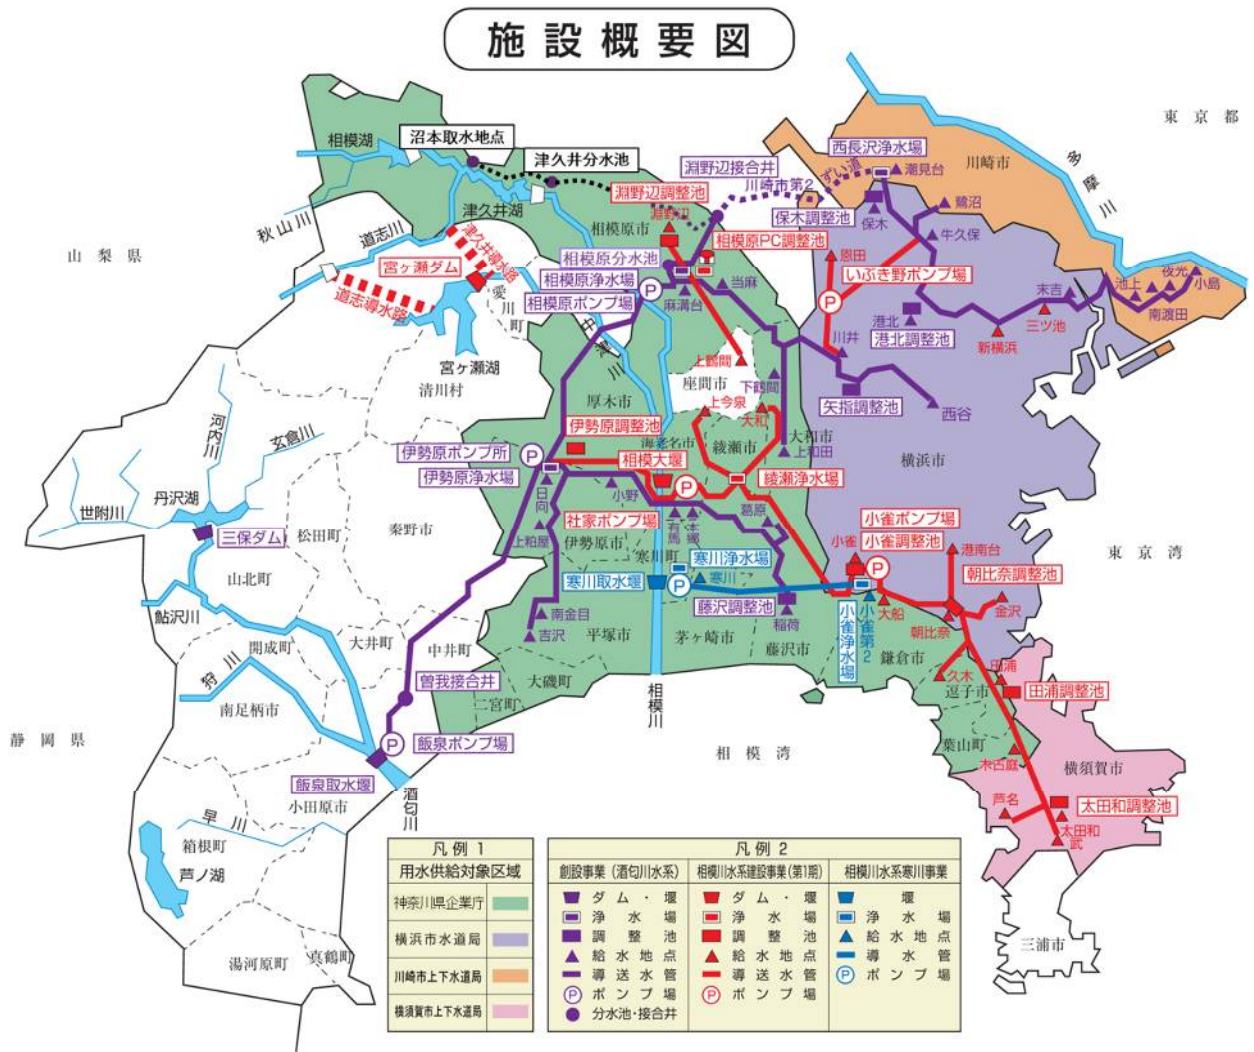 施設概要図
東京都
山梨県
静岡県
東京湾
相模湾
相模湖
沼本取水地点
津久井分水池
淵野辺接合井
西長沢浄水場
潮見台
川崎市
多摩川
ずい道
川崎市第2
淵野辺調整池
淵野辺
保木調整池
保木
鷺沼
牛久保
秋山川
道志川
津久井湖
津久井導水路
相模原市
相模原PC調整池
恩田
いぶき野ポンプ場
宮ヶ瀬ダム
愛川町
相模原分水池
相模原浄水場
相模原ポンプ場
麻溝台
当麻
末吉
池上
夜光
小島
南渡田
三ツ池
新横浜
港北
港北調整池
川井
道志導水路
宮ヶ瀬湖
清川村
中津川
上鶴間
座間市
下鶴間
矢指調整池
西谷
厚木市
上今泉
大和
伊勢原調整池
海老名市
綾瀬市
大和市
上和田
横浜市
河内川
玄倉川
伊勢原ポンプ所
伊勢原浄水場
相模大堰
綾瀬浄水場
丹沢湖
世附川
三保ダム
松田町
秦野市
日向
小野
社家ポンプ場
有馬
本郷
葛原
小雀ポンプ場
小雀調整池
小雀
港南台
上粕屋
伊勢原市
寒川町
寒川浄水場
朝比奈調整池
山北町
寒川取水堰
寒川
藤沢調整池
稲荷
小雀浄水場
小雀第2
大船
朝比奈
金沢
鮎沢川
開成町
大井町
中井町
南金目
吉沢
平塚市
茅ヶ崎市
藤沢市
鎌倉市
狩川
曽我接合井
大磯町
二宮町
相模川
久木
逗子市
田浦
田浦調整池
南足柄市
飯泉ポンプ場
葉山町
木古庭
横須賀市
飯泉取水堰
小田原市
酒匂川
芦名
太田和調整池
太田和
武
早川
箱根町
芦ノ湖
湯河原町
真鶴町
三浦市
凡例1
用水供給対象区域
神奈川県企業庁
横浜市水道局
川崎市上下水道局
横須賀市上下水道局
凡例2
創設事業(酒匂川水系)
ダム・堰
浄水場
調整池
給水地点
導送水管
P ポンプ場
分水池・接合井
相模川水系建設事業(第1期)
ダム・堰
浄水場
調整池
給水地点
導送水管
P ポンプ場
相模川水系寒川事業
堰
浄水場
給水地点
導水管
P ポンプ場